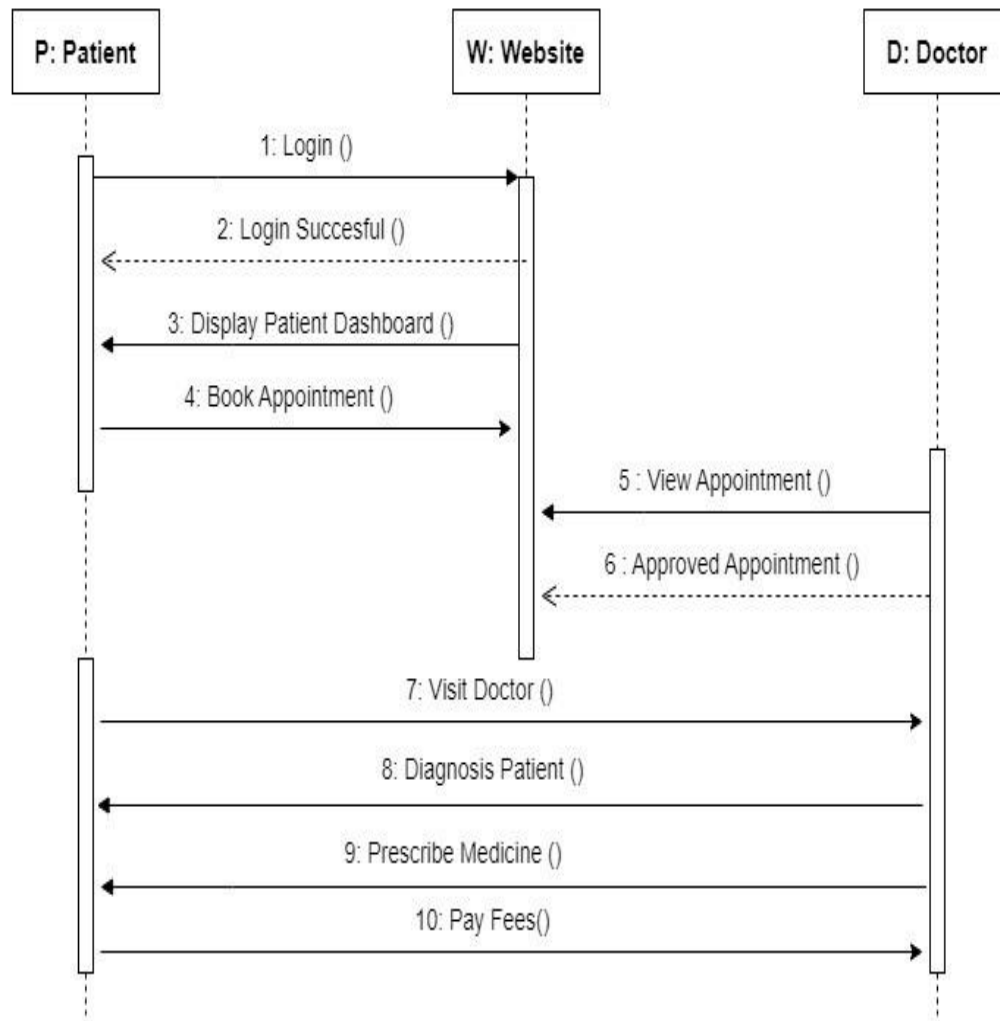 P: Patient
W: Website
D: Doctor
1: Login ()
2: Login Succesful ()
3: Display Patient Dashboard ()
4: Book Appointment ()
5 : View Appointment ()
6 : Approved Appointment ()
7: Visit Doctor ()
8: Diagnosis Patient ()
9: Prescribe Medicine ()
10: Pay Fees()